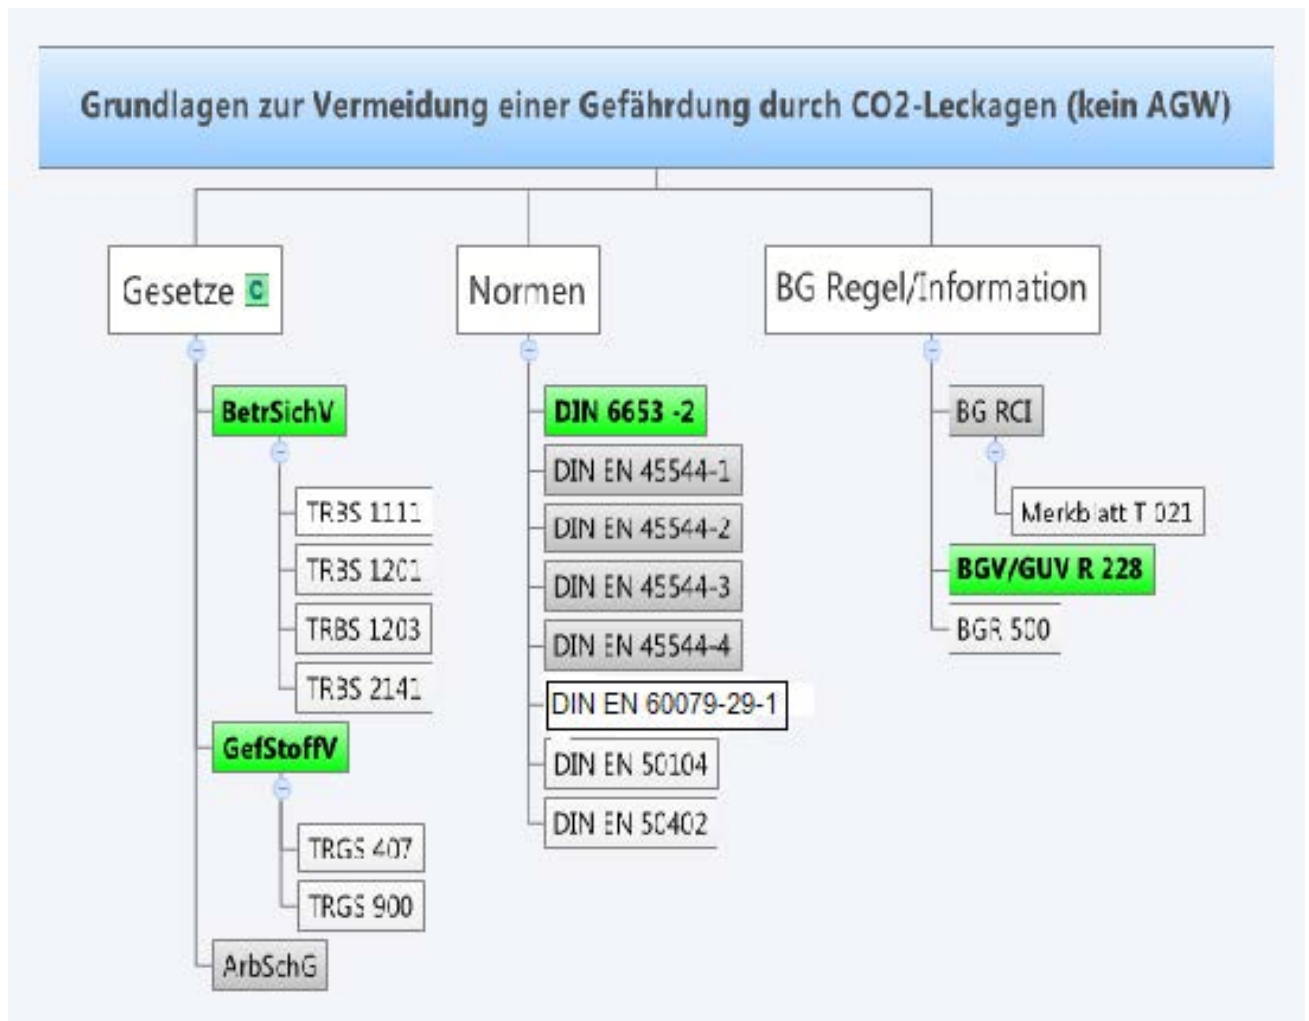 Grundlagen zur Vermeidung einer Gefährdung durch CO2-Leckagen (kein AGW)
Gesetze C
BetrSichV
TRBS 1111
TRBS 1201
TRBS 1203
TRBS 2141
GefStoffV
TRGS 407
TRGS 900
ArbSchG
Normen
DIN 6653 -2
DIN EN 45544-1
DIN EN 45544-2
DIN EN 45544-3
DIN EN 45544-4
DIN EN 60079-29-1
DIN EN 50104
DIN EN 50402
BG Regel/Information
BG RCI
Merkblatt T 021
BGV/GUV R 228
BGR 500